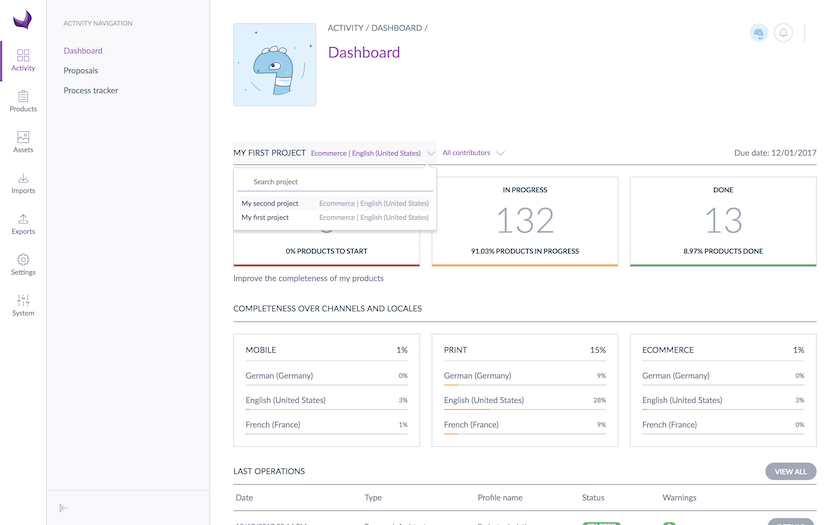 ACTIVITY NAVIGATION
Dashboard
Proposals
Process tracker
Activity
Products
Assets
Imports
Exports
Settings
System
ACTIVITY / DASHBOARD /
Dashboard
MY FIRST PROJECT Ecommerce | English (United States) All contributors Due date: 12/01/2017
Search project
My second project Ecommerce | English (United States)
My first project Ecommerce | English (United States)
0% PRODUCTS TO START
IN PROGRESS
132
91.03% PRODUCTS IN PROGRESS
DONE
13
8.97% PRODUCTS DONE
Improve the completeness of my products
COMPLETENESS OVER CHANNELS AND LOCALES
MOBILE 1%
German (Germany) 0%
English (United States) 3%
French (France) 1%
PRINT 15%
German (Germany) 9%
English (United States) 28%
French (France) 9%
ECOMMERCE 1%
German (Germany) 0%
English (United States) 3%
French (France) 0%
LAST OPERATIONS VIEW ALL
Date Type Profile name Status Warnings